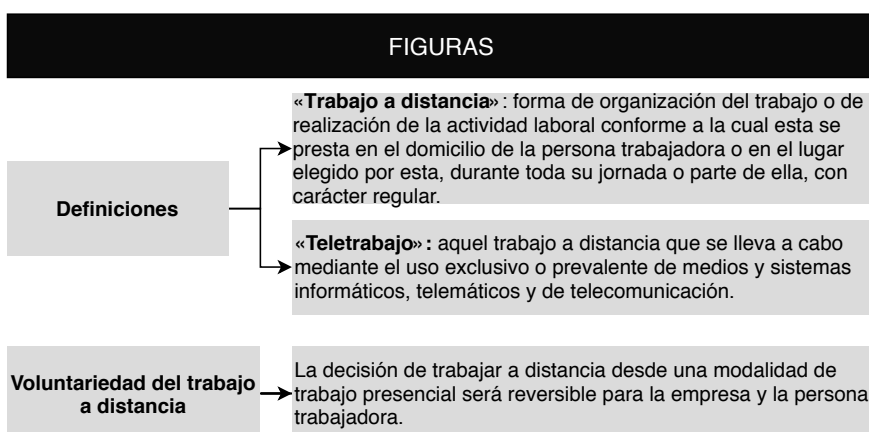 FIGURAS
«Trabajo a distancia» : forma de organización del trabajo o de
realización de la actividad laboral conforme a la cual esta se
presta en el domicilio de la persona trabajadora o en el lugar
elegido por esta, durante toda su jornada o parte de ella, con
carácter regular.
Definiciones
«Teletrabajo» : aquel trabajo a distancia que se lleva a cabo
mediante el uso exclusivo o prevalente de medios y sistemas
informáticos, telemáticos y de telecomunicación.
Voluntariedad del trabajo
a distancia
La decisión de trabajar a distancia desde una modalidad de
trabajo presencial será reversible para la empresa y la persona
trabajadora.